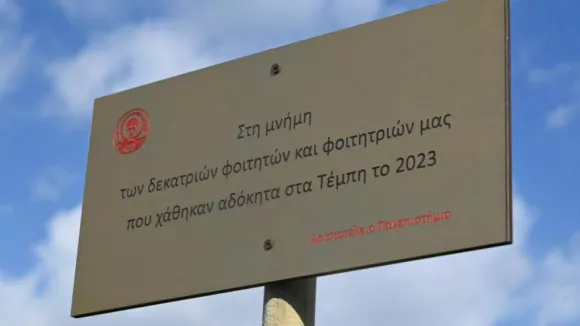 Στη μνήμη
των δεκατριών φοιτητών και φοιτητριών μας
που χάθηκαν αδόκητα στα Τέμπη το 2023
Αριστοτέλειο Πανεπιστήμιο